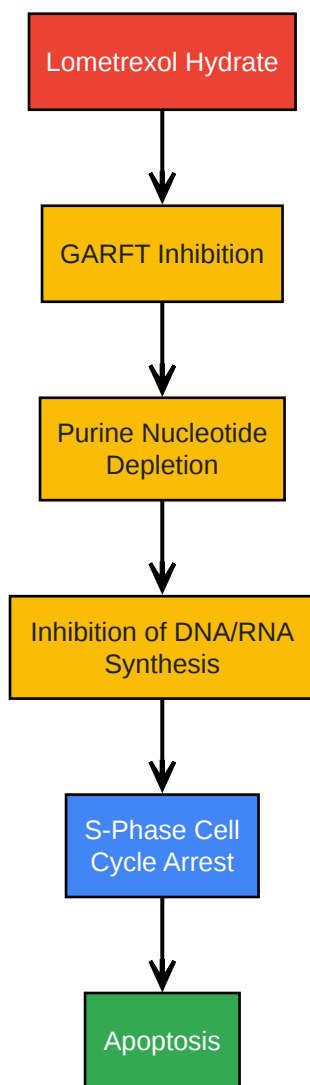 Lometrexol Hydrate
GARFT Inhibition
Purine Nucleotide
Depletion
Inhibition of DNA/RNA
Synthesis
S-Phase Cell
Cycle Arrest
Apoptosis